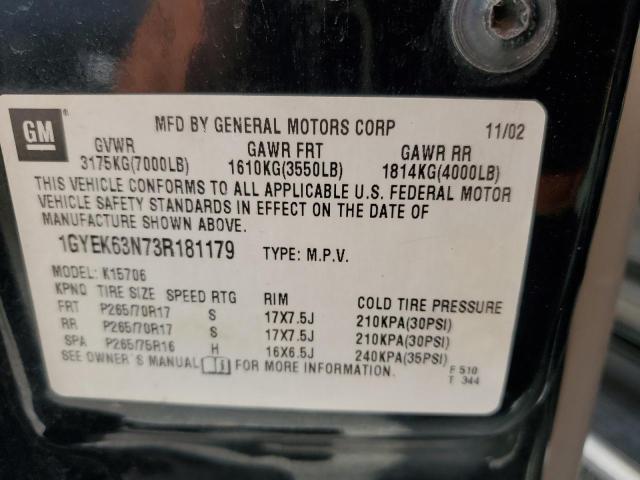 GM
MFD BY GENERAL MOTORS CORP 11/02
GVWR GAWR FRT GAWR RR
3175KG(7000LB) 1610KG(3550LB) 1814KG(4000LB)
THIS VEHICLE CONFORMS TO ALL APPLICABLE U.S. FEDERAL MOTOR
VEHICLE SAFETY STANDARDS IN EFFECT ON THE DATE OF
MANUFACTURE SHOWN ABOVE.
1GYEK63N73R181179 TYPE: M.P.V.
MODEL: K15706
KPNQ TIRE SIZE SPEED RTG RIM COLD TIRE PRESSURE
FRT P265/70R17 S 17X7.5J 210KPA(30PSI)
RR P265/70R17 S 17X7.5J 210KPA(30PSI)
SPA P265/75R16 H 16X6.5J 240KPA(35PSI)
SEE OWNER'S MANUAL FOR MORE INFORMATION.
F 510
T 344